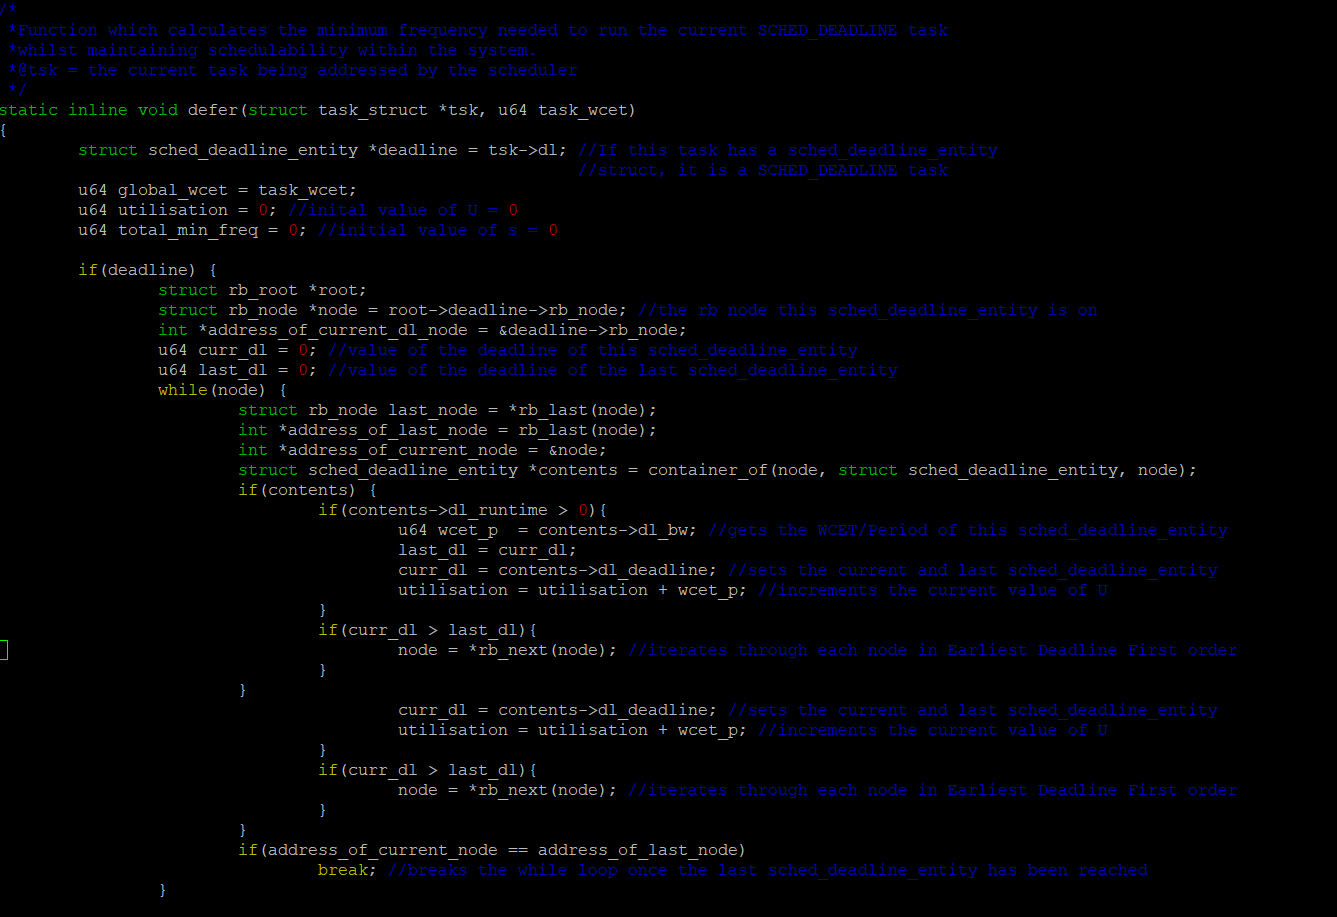 /*
 *Function which calculates the minimum frequency needed to run the current SCHED_DEADLINE task
 *whilst maintaining schedulability within the system.
 *@tsk = the current task being addressed by the scheduler
 */
static inline void defer(struct task_struct *tsk, u64 task_wcet)
{
        struct sched_deadline_entity *deadline = tsk->dl; //If this task has a sched_deadline_entity
                                                          //struct, it is a SCHED_DEADLINE task
        u64 global_wcet = task_wcet;
        u64 utilisation = 0; //inital value of U = 0
        u64 total_min_freq = 0; //initial value of s = 0

        if(deadline) {
                struct rb_root *root;
                struct rb_node *node = root->deadline->rb_node; //the rb node this sched_deadline_entity is on
                int *address_of_current_dl_node = &deadline->rb_node;
                u64 curr_dl = 0; //value of the deadline of this sched_deadline_entity
                u64 last_dl = 0; //value of the deadline of the last sched_deadline_entity
                while(node) {
                        struct rb_node last_node = *rb_last(node);
                        int *address_of_last_node = rb_last(node);
                        int *address_of_current_node = &node;
                        struct sched_deadline_entity *contents = container_of(node, struct sched_deadline_entity, node);
                        if(contents) {
                                if(contents->dl_runtime > 0){
                                        u64 wcet_p  = contents->dl_bw; //gets the WCET/Period of this sched_deadline_entity
                                        last_dl = curr_dl;
                                        curr_dl = contents->dl_deadline; //sets the current and last sched_deadline_entity
                                        utilisation = utilisation + wcet_p; //increments the current value of U
                                }
                                if(curr_dl > last_dl){
                                        node = *rb_next(node); //iterates through each node in Earliest Deadline First order
                                }
                        }
                                        curr_dl = contents->dl_deadline; //sets the current and last sched_deadline_entity
                                        utilisation = utilisation + wcet_p; //increments the current value of U
                                }
                                if(curr_dl > last_dl){
                                        node = *rb_next(node); //iterates through each node in Earliest Deadline First order
                                }
                        }
                        if(address_of_current_node == address_of_last_node)
                                break; //breaks the while loop once the last sched_deadline_entity has been reached
                }